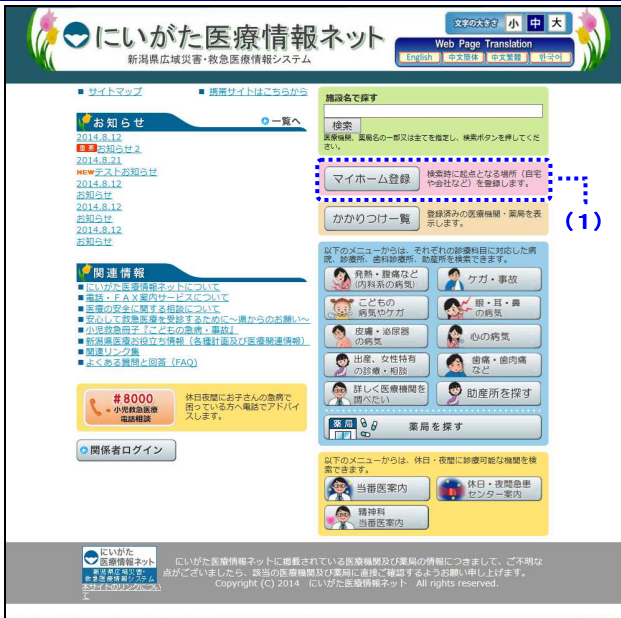 にいがた医療情報ネット
新潟県広域災害・救急医療情報システム
文字の大きさ 小 中 大
Web Page Translation
English 中文简体 中文繁體 한국어
サイトマップ
携帯サイトはこちらから
お知らせ
一覧へ
2014.8.12
重要 お知らせ2
2014.8.21
NEWテストお知らせ
2014.8.12
お知らせ
2014.8.12
お知らせ
2014.8.12
お知らせ
関連情報
■にいがた医療情報ネットについて
■電話・FAX案内サービスについて
■医療の安全に関する相談について
■安心して救急医療を受診するために～県からのお願い～
■小児救急冊子『こどもの急病・事故』
■新潟県医療お役立ち情報（各種計画及び医療関連情報）
■関連リンク集
■よくある質問と回答（FAQ）
#8000
小児救急医療
電話相談
休日夜間にお子さんの急病で
困っている方へ電話でアドバイ
スします。
関係者ログイン
施設名で探す
検索
医療機関、薬局名の一部又は全てを指定し、検索ボタンを押してくだ
さい。
マイホーム登録
検索時に起点となる場所（自宅
や会社など）を登録します。
（1）
かかりつけ一覧
登録済みの医療機関・薬局を表
示します。
以下のメニューからは、それぞれの診療科目に対応した病
院、診療所、歯科診療所、助産所を検索できます。
発熱・腹痛など
（内科系の病気）
ケガ・事故
こどもの
病気やケガ
眼・耳・鼻
の病気
皮膚・泌尿器
の病気
心の病気
出産、女性特有
の診療・相談
歯痛・歯肉痛
など
詳しく医療機関を
調べたい
助産所を探す
薬局
薬局を探す
以下のメニューからは、休日・夜間に診療可能な機関を検
索できます。
当番医案内
休日・夜間急患
センター案内
精神科
当番医案内
にいがた
医療情報ネット
新潟県広域災害・
救急医療情報システム
本サイトのリンクについ
て
にいがた医療情報ネットに掲載されている医療機関及び薬局の情報につきまして、ご不明な
点がございましたら、該当の医療機関及び薬局に直接ご確認するようお願い申し上げます。
Copyright (C) 2014 にいがた医療情報ネット All rights reserved.